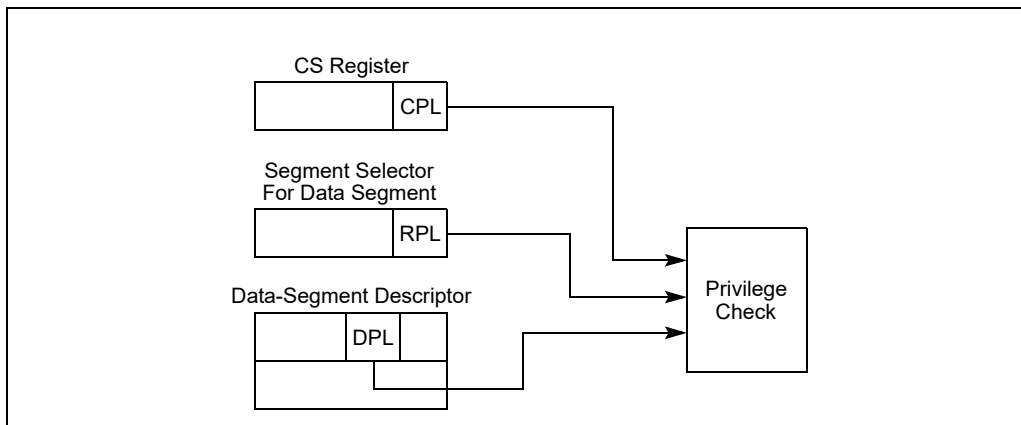 CS Register
CPL
Segment Selector
For Data Segment
RPL
Data-Segment Descriptor
DPL
Privilege
Check